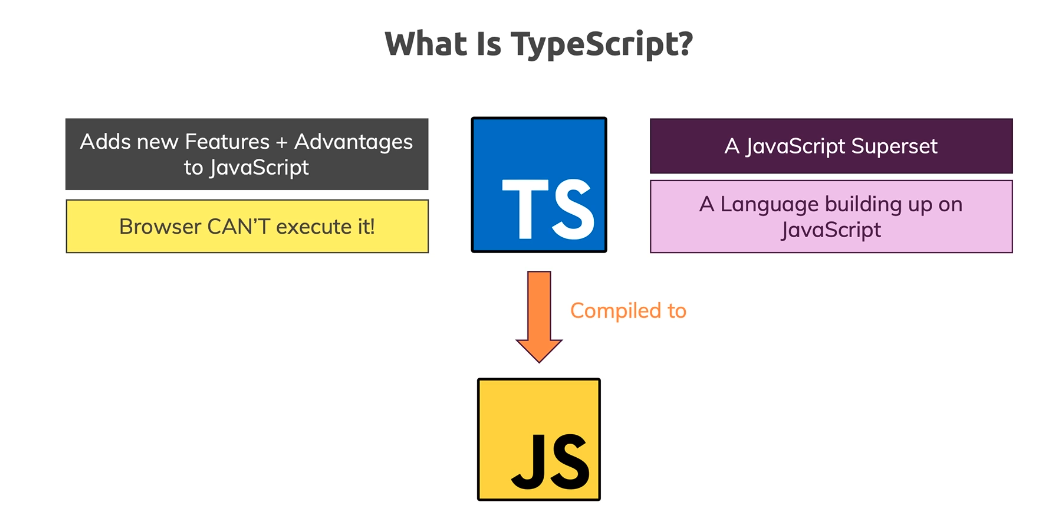 What Is TypeScript?
Adds new Features + Advantages
to JavaScript
Browser CAN'T execute it!
TS
A JavaScript Superset
A Language building up on
JavaScript
Compiled to
JS